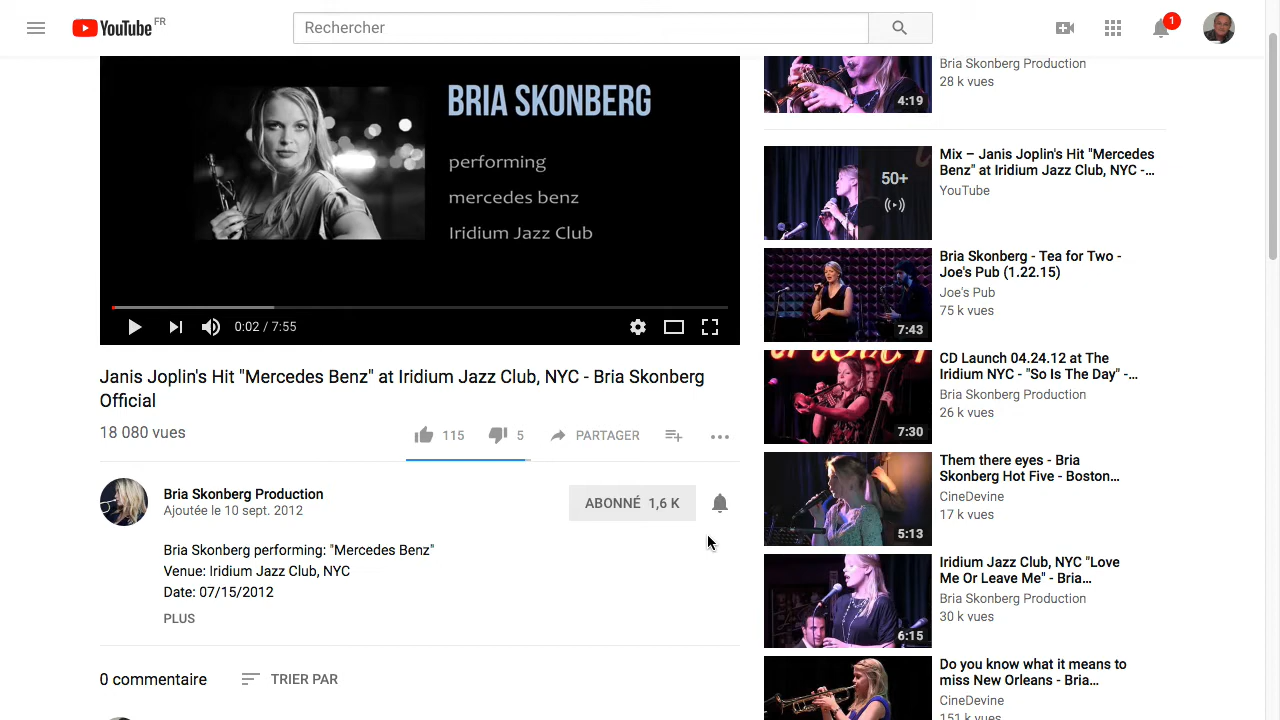 YouTube FR
Rechercher
1
BRIA SKONBERG
performing
mercedes benz
Iridium Jazz Club
0:02 / 7:55
Janis Joplin's Hit "Mercedes Benz" at Iridium Jazz Club, NYC - Bria Skonberg
Official
18 080 vues
115
5
PARTAGER
Bria Skonberg Production
Ajoutée le 10 sept. 2012
ABONNÉ 1,6 K
Bria Skonberg performing: "Mercedes Benz"
Venue: Iridium Jazz Club, NYC
Date: 07/15/2012
PLUS
0 commentaire
TRIER PAR
4:19
Bria Skonberg Production
28 k vues
50+
Mix – Janis Joplin's Hit "Mercedes
Benz" at Iridium Jazz Club, NYC -...
YouTube
7:43
Bria Skonberg - Tea for Two -
Joe's Pub (1.22.15)
Joe's Pub
75 k vues
7:30
CD Launch 04.24.12 at The
Iridium NYC - "So Is The Day" -...
Bria Skonberg Production
26 k vues
5:13
Them there eyes - Bria
Skonberg Hot Five - Boston...
CineDevine
17 k vues
6:15
Iridium Jazz Club, NYC "Love
Me Or Leave Me" - Bria...
Bria Skonberg Production
30 k vues
Do you know what it means to
miss New Orleans - Bria...
CineDevine
151 k vues